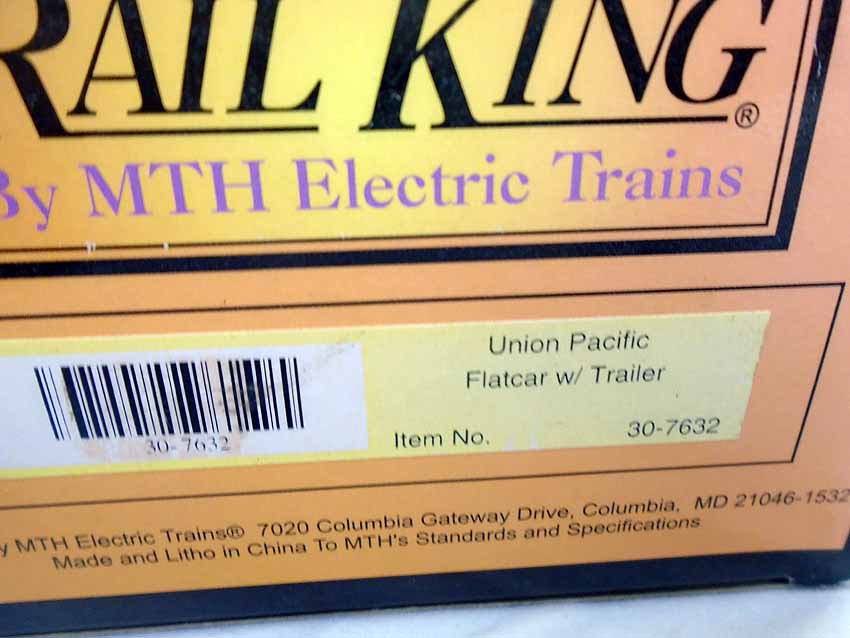 RAIL KING®
By MTH Electric Trains
Union Pacific
Flatcar w/ Trailer
30-7632
Item No. 30-7632
y MTH Electric Trains® 7020 Columbia Gateway Drive, Columbia, MD 21046-1532
Made and Litho in China To MTH's Standards and Specifications